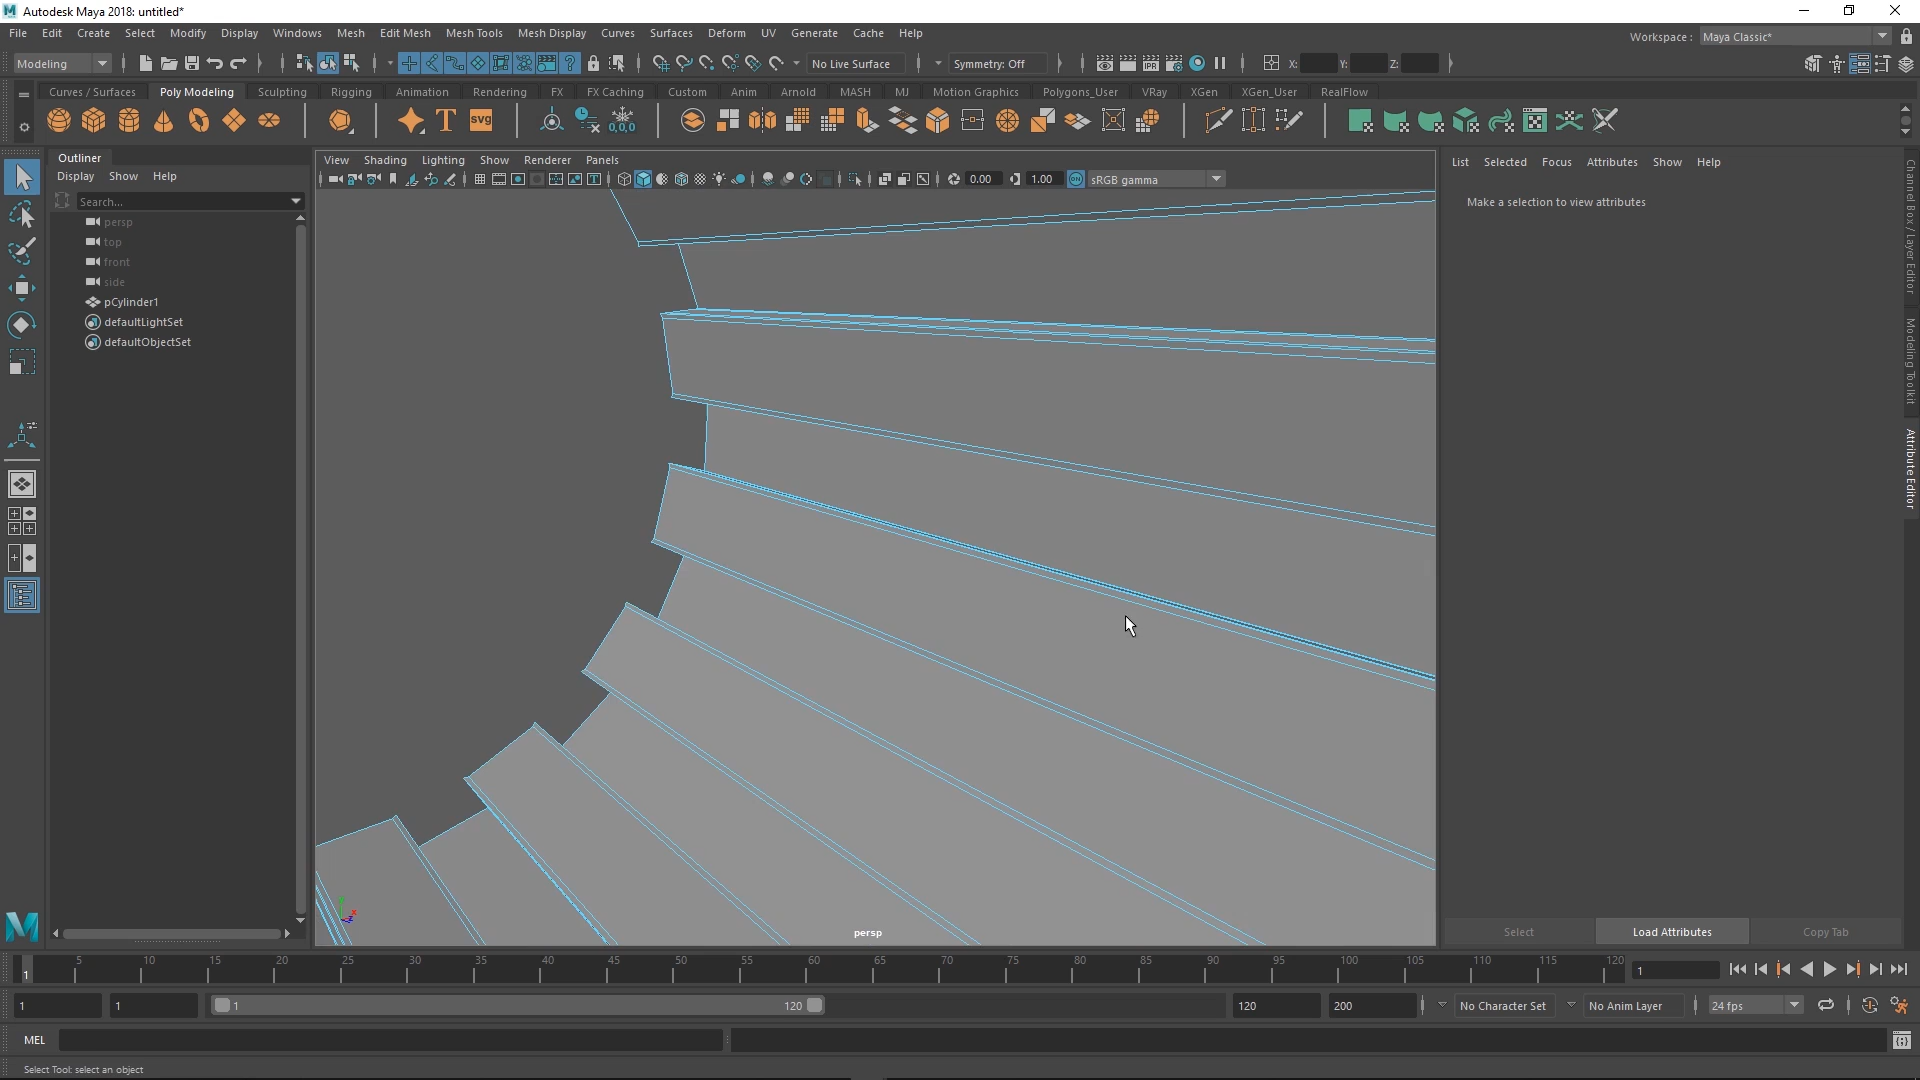 Autodesk Maya 2018: untitled*
File Edit Create Select Modify Display Windows Mesh Edit Mesh Mesh Tools Mesh Display Curves Surfaces Deform UV Generate Cache Help
Workspace : Maya Classic*
Modeling No Live Surface Symmetry: Off X: Y: Z:
Curves / Surfaces Poly Modeling Sculpting Rigging Animation Rendering FX FX Caching Custom Anim Arnold MASH MJ Motion Graphics Polygons_User VRay XGen XGen_User RealFlow
T SVG 0,0,0
Outliner
Display Show Help
Search...
persp
top
front
side
pCylinder1
defaultLightSet
defaultObjectSet
View Shading Lighting Show Renderer Panels
0.00 1.00 ON sRGB gamma
persp
List Selected Focus Attributes Show Help
Make a selection to view attributes
Select Load Attributes Copy Tab
Channel Box / Layer Editor
Modeling Toolkit
Attribute Editor
1 5 10 15 20 25 30 35 40 45 50 55 60 65 70 75 80 85 90 95 100 105 110 115 120 1
1 1 1 120 120 200 No Character Set No Anim Layer 24 fps
MEL
Select Tool: select an object